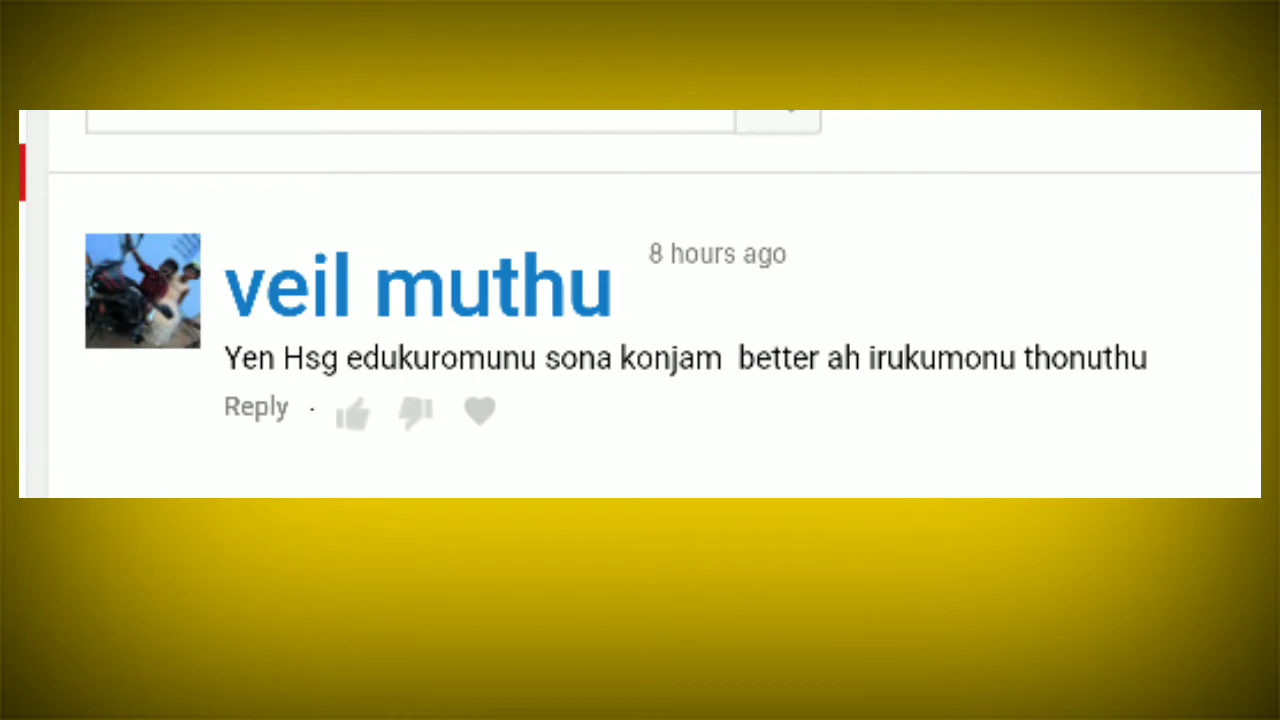 veil muthu
8 hours ago
Yen Hsg edukuromunu sona konjam  better ah irukumonu thonuthu
Reply ·